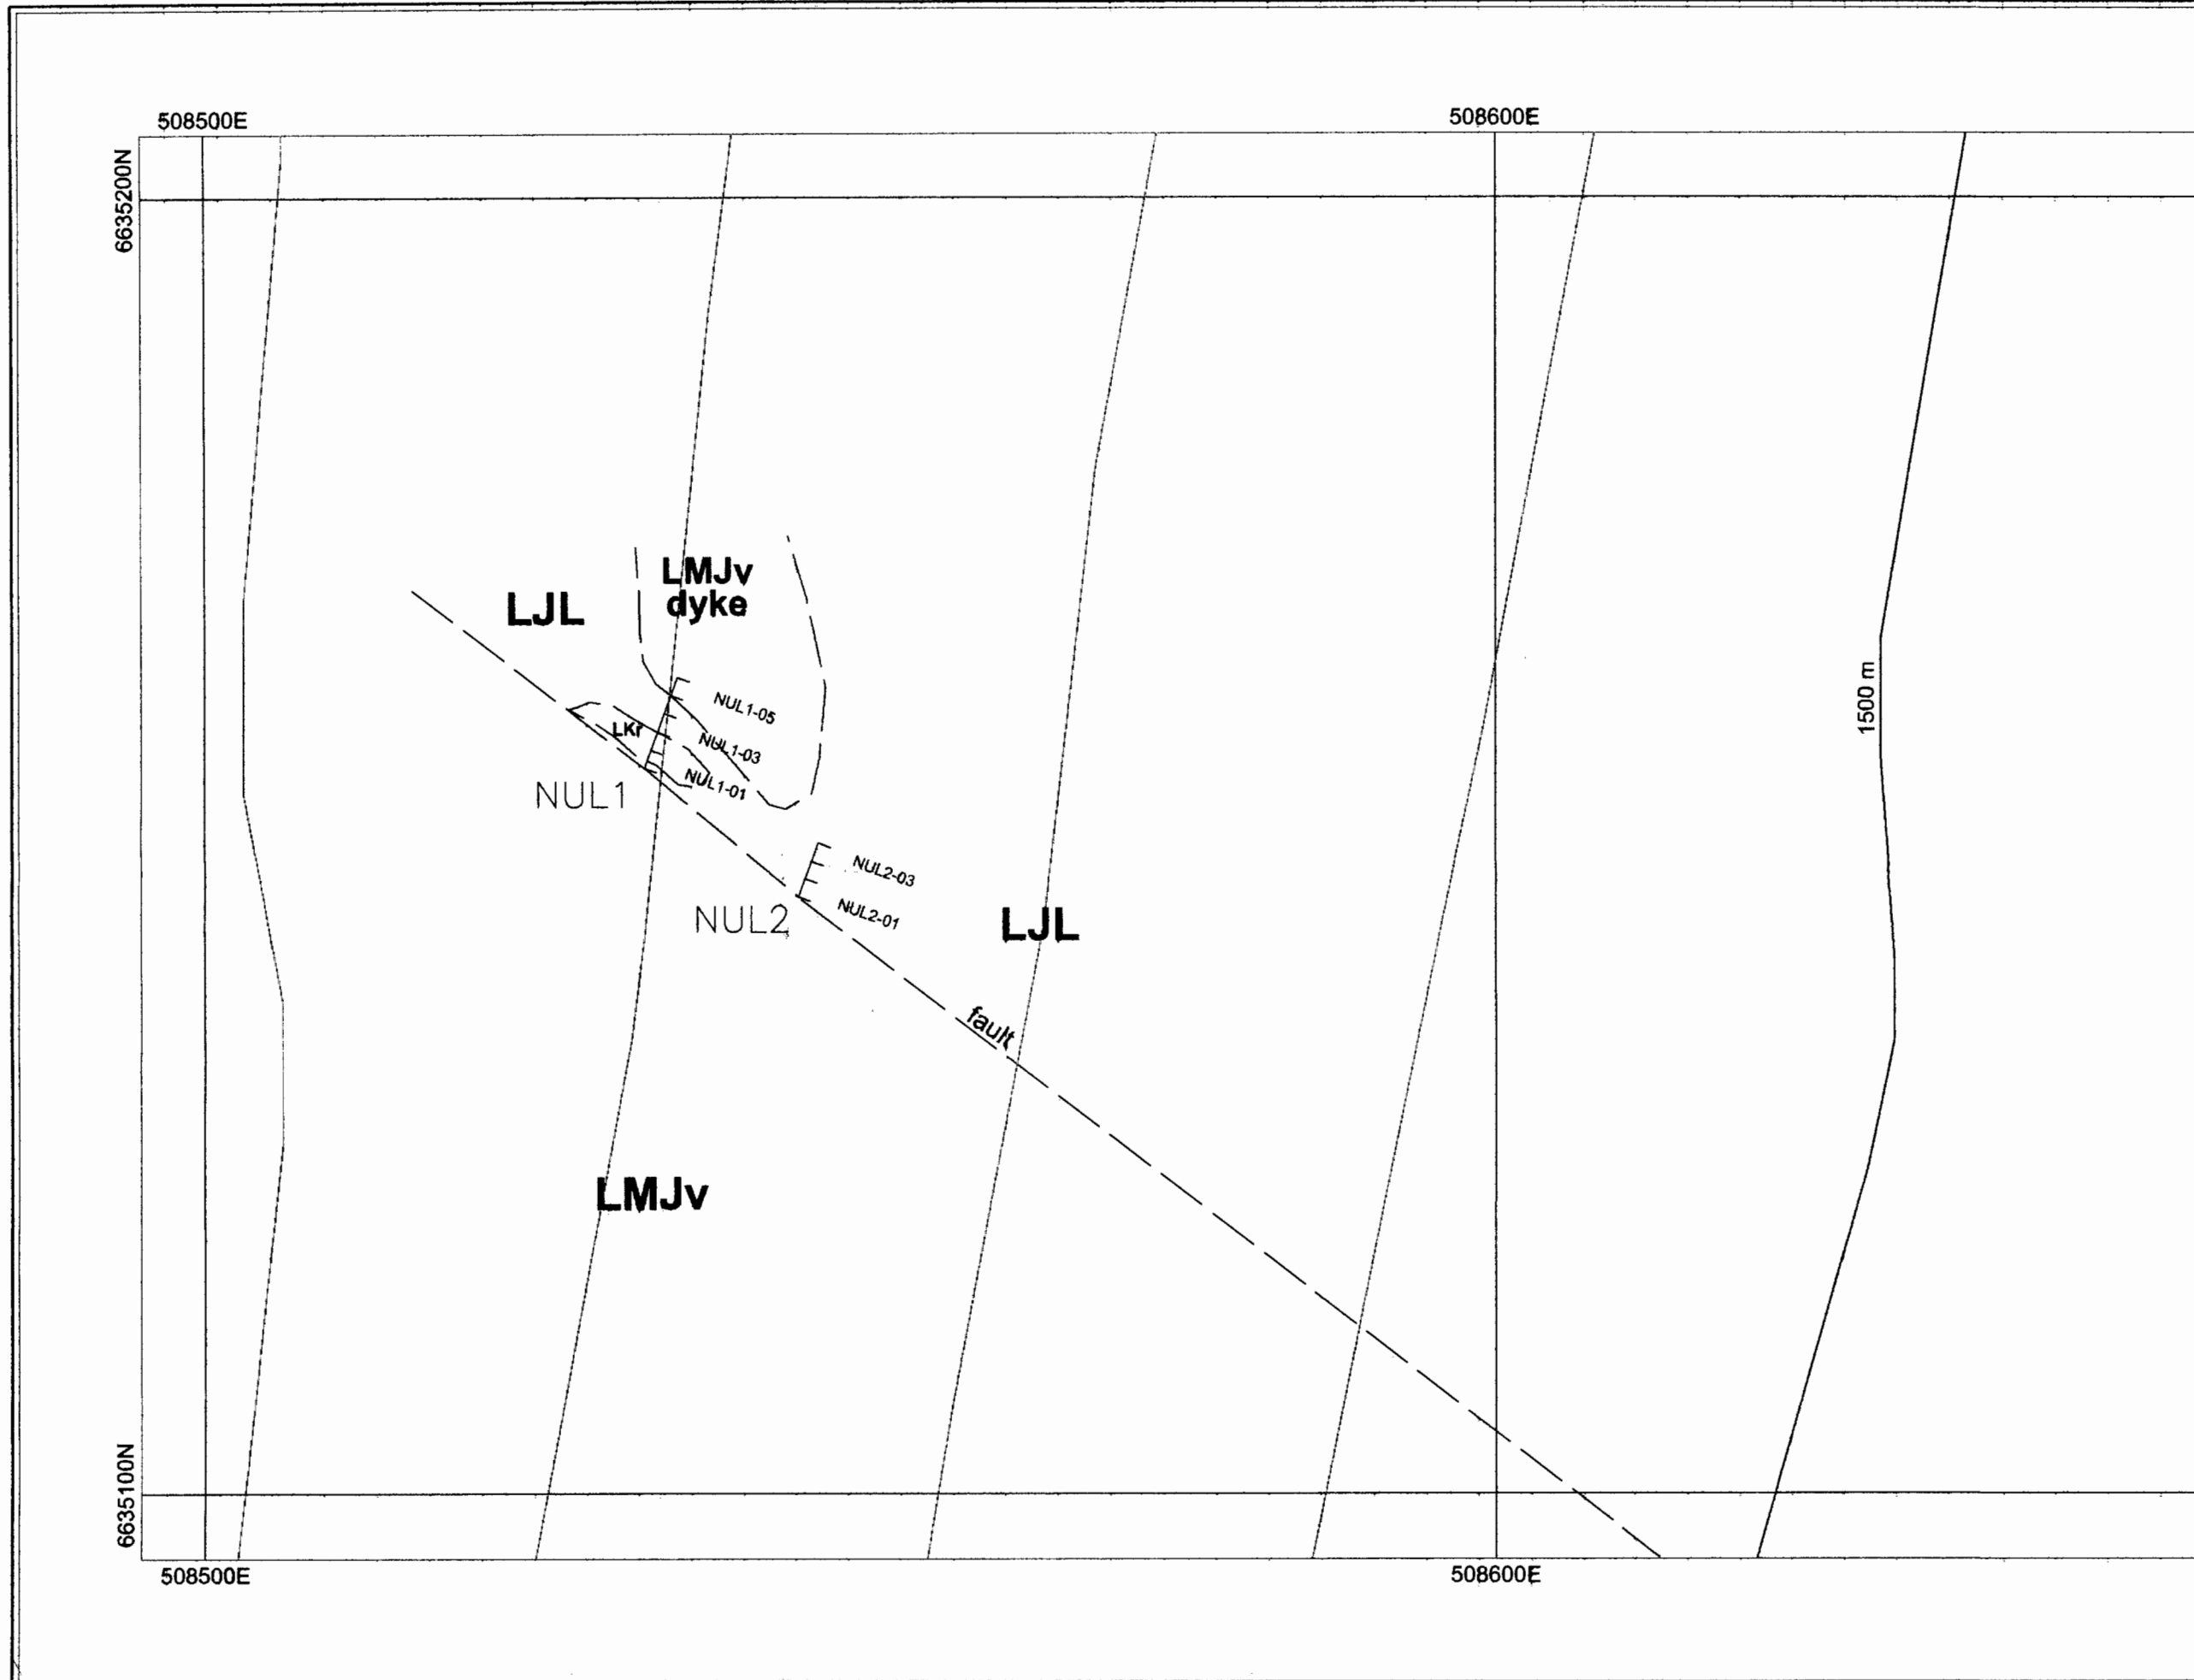 508500E
508600E
6635200N
LMJv
dyke
LJL
1500 m
NUL1-05
LKr
NUL1-03
NUL1-01
NUL1
NUL2-03
NUL2-01
NUL2
LJL
fault
LMJv
6635100N
508500E
508600E